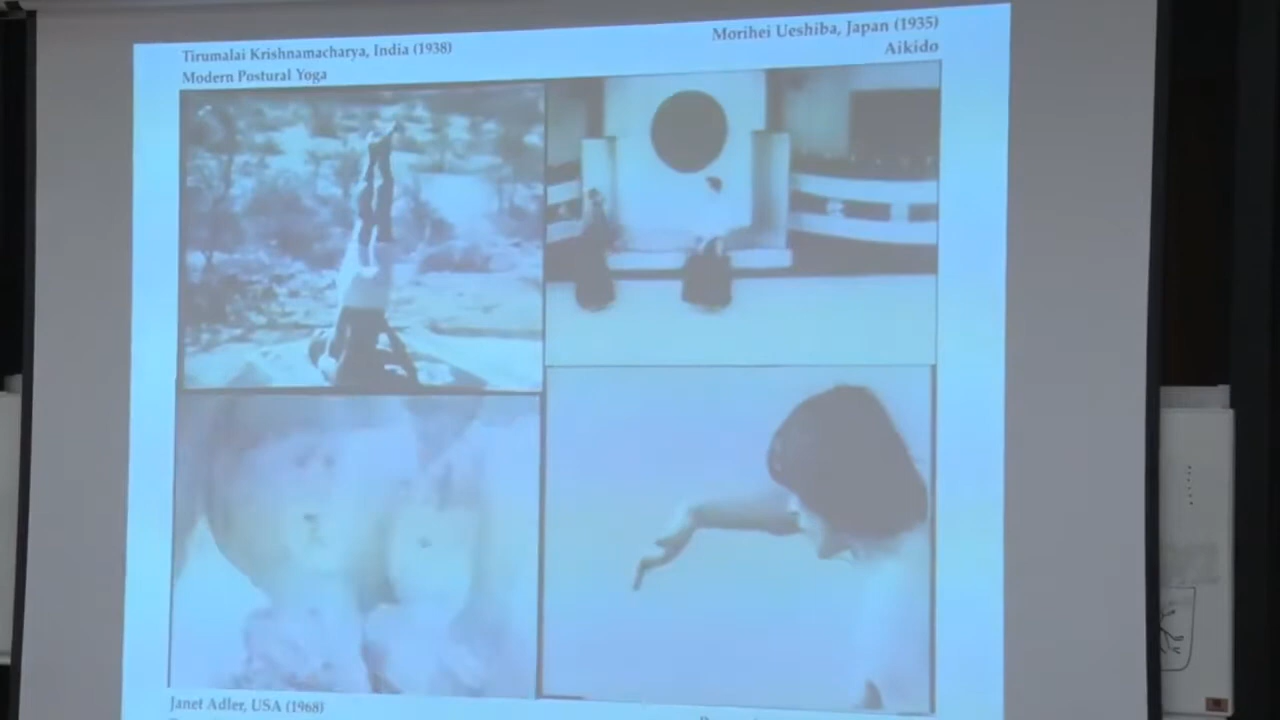 Tirumalai Krishnamacharya, India (1938)
Modern Postural Yoga
Morihei Ueshiba, Japan (1935)
Aikido
Janet Adler, USA (1968)